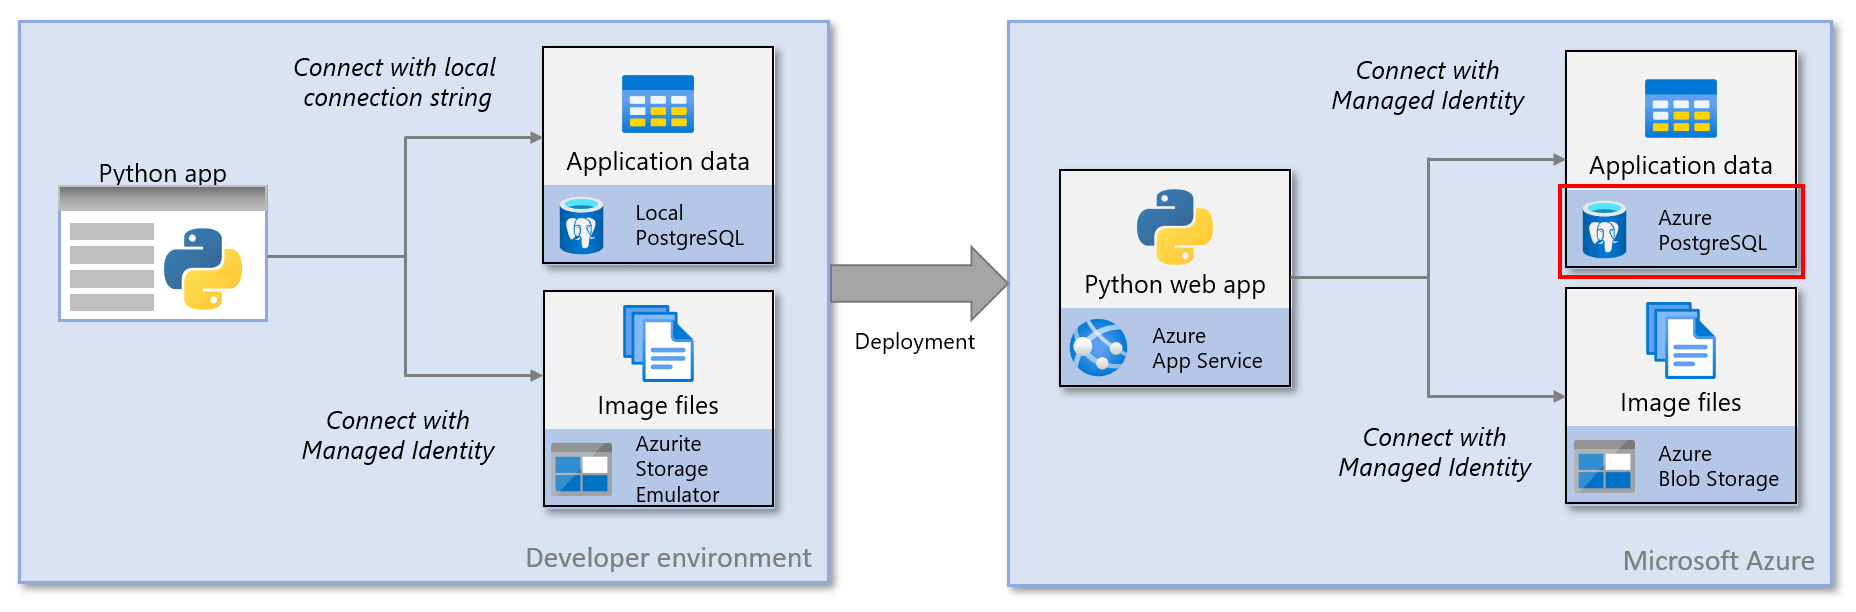 Connect with local
connection string
Python app
Application data
Local
PostgreSQL
Image files
Azurite
Storage
Emulator
Connect with
Managed Identity
Developer environment
Deployment
Connect with
Managed Identity
Python web app
Azure
App Service
Application data
Azure
PostgreSQL
Image files
Azure
Blob Storage
Connect with
Managed Identity
Microsoft Azure